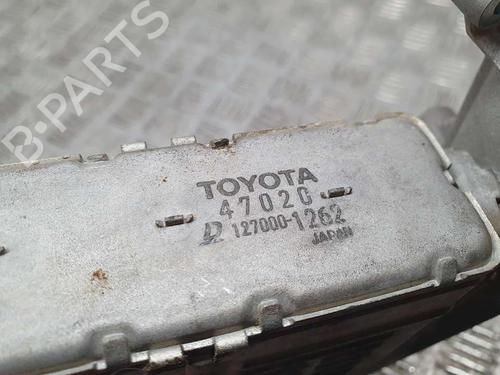 B-PARTS
TOYOTA
47020
D 127000-1262
JAPAN